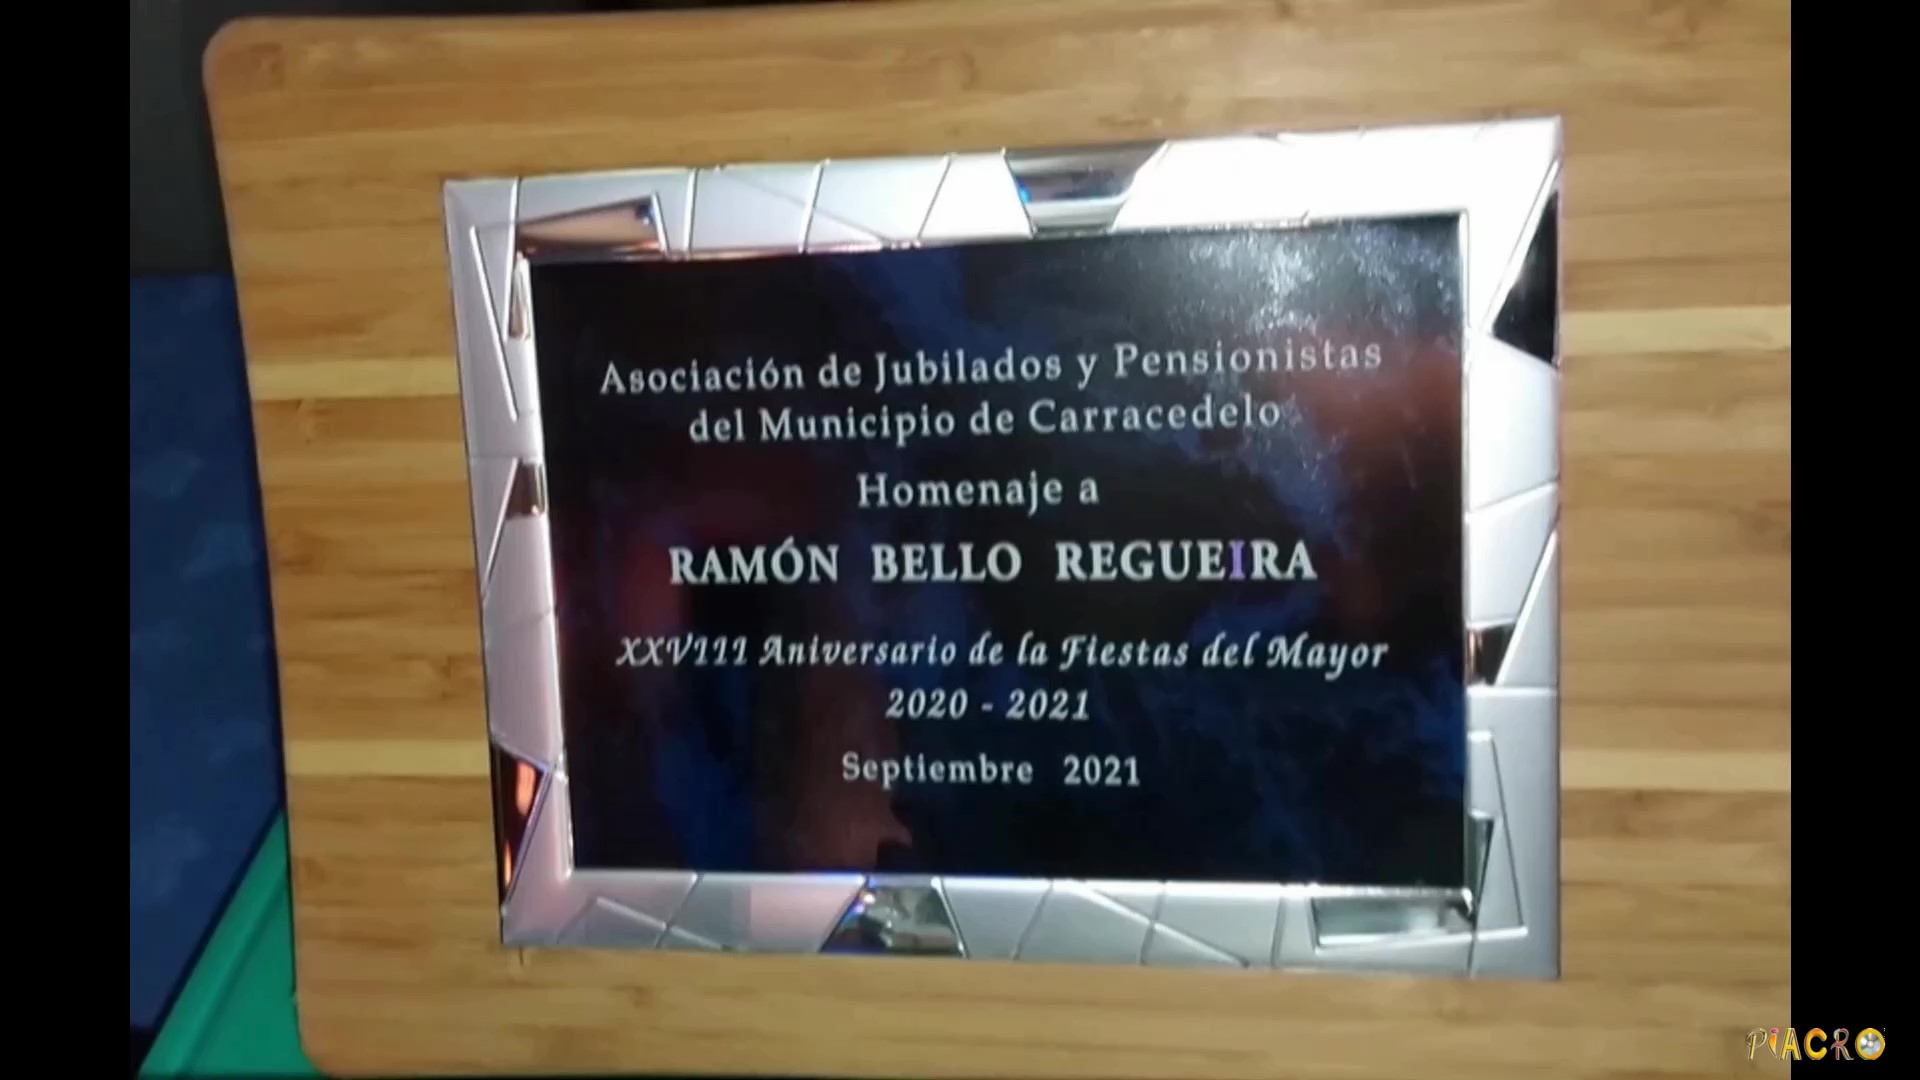 Asociación de Jubilados y Pensionistas
del Municipio de Carracedelo
Homenaje a
RAMÓN BELLO REGUEIRA
XXVIII Aniversario de la Fiestas del Mayor
2020 - 2021
Septiembre 2021
PIACRO